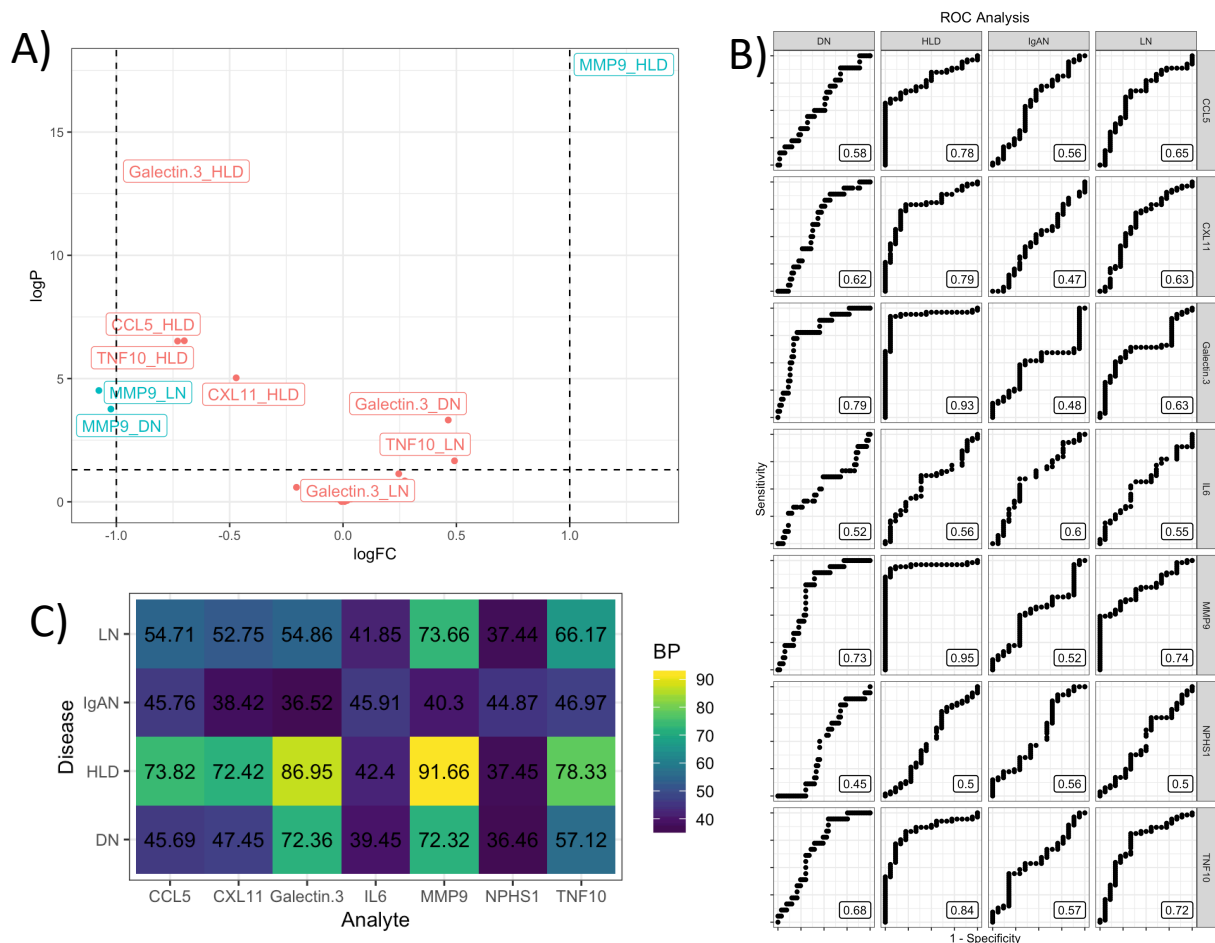 A)
MMP9_HLD
Galectin.3_HLD
CCL5_HLD
TNF10_HLD
MMP9_LN
CXL11_HLD
MMP9_DN
Galectin.3_DN
TNF10_LN
Galectin.3_LN
15
10
5
0
logP
-1.0 -0.5 0.0 0.5 1.0
logFC
B)
ROC Analysis
DN HLD IgAN LN
0.58 0.78 0.56 0.65 CCL5
0.62 0.79 0.47 0.63 CXL11
0.79 0.93 0.48 0.63 Galectin.3
0.52 0.56 0.6 0.55 IL6
0.73 0.95 0.52 0.74 MMP9
0.45 0.5 0.56 0.5 NPHS1
0.68 0.84 0.57 0.72 TNF10
Sensitivity
1 - Specificity
C)
LN 54.71 52.75 54.86 41.85 73.66 37.44 66.17
IgAN 45.76 38.42 36.52 45.91 40.3 44.87 46.97
HLD 73.82 72.42 86.95 42.4 91.66 37.45 78.33
DN 45.69 47.45 72.36 39.45 72.32 36.46 57.12
CCL5 CXL11 Galectin.3 IL6 MMP9 NPHS1 TNF10
Analyte
Disease
BP
90
80
70
60
50
40